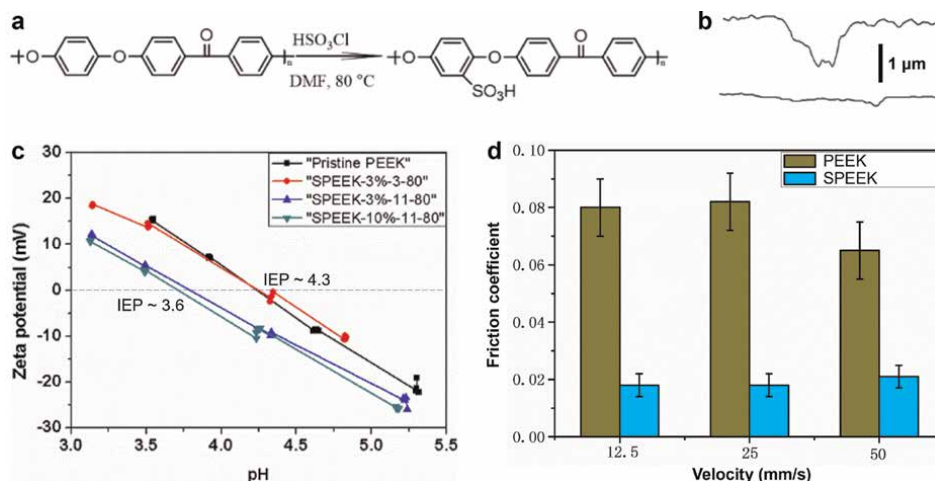 a
HSO₃Cl
DMF, 80 °C
O
O
O
n
O
O
O
n
SO₃H
b
1 µm
c
"Pristine PEEK"
"SPEEK-3%-3-80"
"SPEEK-3%-11-80"
"SPEEK-10%-11-80"
30
20
10
0
-10
-20
-30
Zeta potential (mV)
IEP ~ 4.3
IEP ~ 3.6
3.0 3.5 4.0 4.5 5.0 5.5
pH
d
PEEK
SPEEK
0.10
0.08
0.06
0.04
0.02
0.00
Friction coefficient
12.5 25 50
Velocity (mm/s)